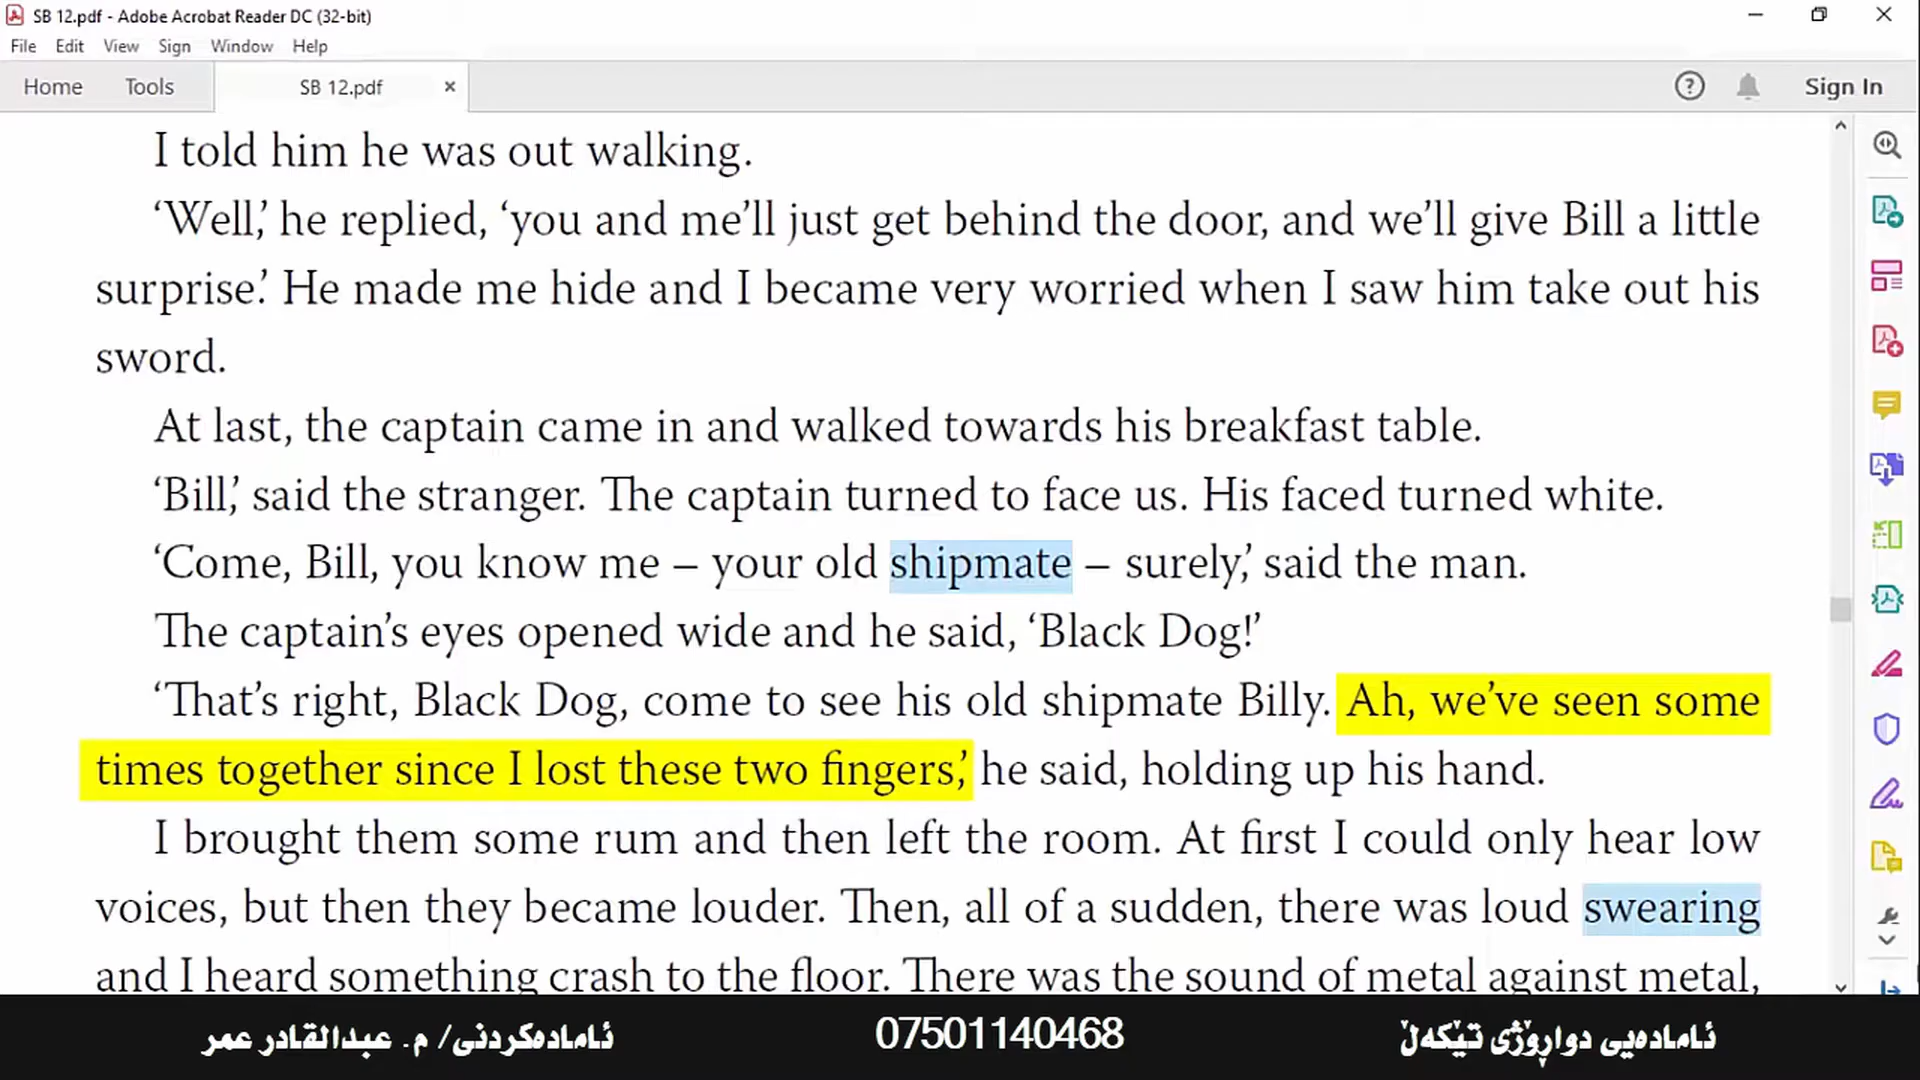 SB 12.pdf - Adobe Acrobat Reader DC (32-bit)
File Edit View Sign Window Help
Home Tools SB 12.pdf × Sign In
I told him he was out walking.
‘Well,’ he replied, ‘you and me’ll just get behind the door, and we’ll give Bill a little
surprise.’ He made me hide and I became very worried when I saw him take out his
sword.
At last, the captain came in and walked towards his breakfast table.
‘Bill,’ said the stranger. The captain turned to face us. His faced turned white.
‘Come, Bill, you know me – your old shipmate – surely,’ said the man.
The captain’s eyes opened wide and he said, ‘Black Dog!’
‘That’s right, Black Dog, come to see his old shipmate Billy. Ah, we’ve seen some
times together since I lost these two fingers,’ he said, holding up his hand.
I brought them some rum and then left the room. At first I could only hear low
voices, but then they became louder. Then, all of a sudden, there was loud swearing
and I heard something crash to the floor. There was the sound of metal against metal,
ئامادەیی دواڕۆژی تێکەڵ 07501140468 ئامادەکردنی/ م. عبدالقادر عمر